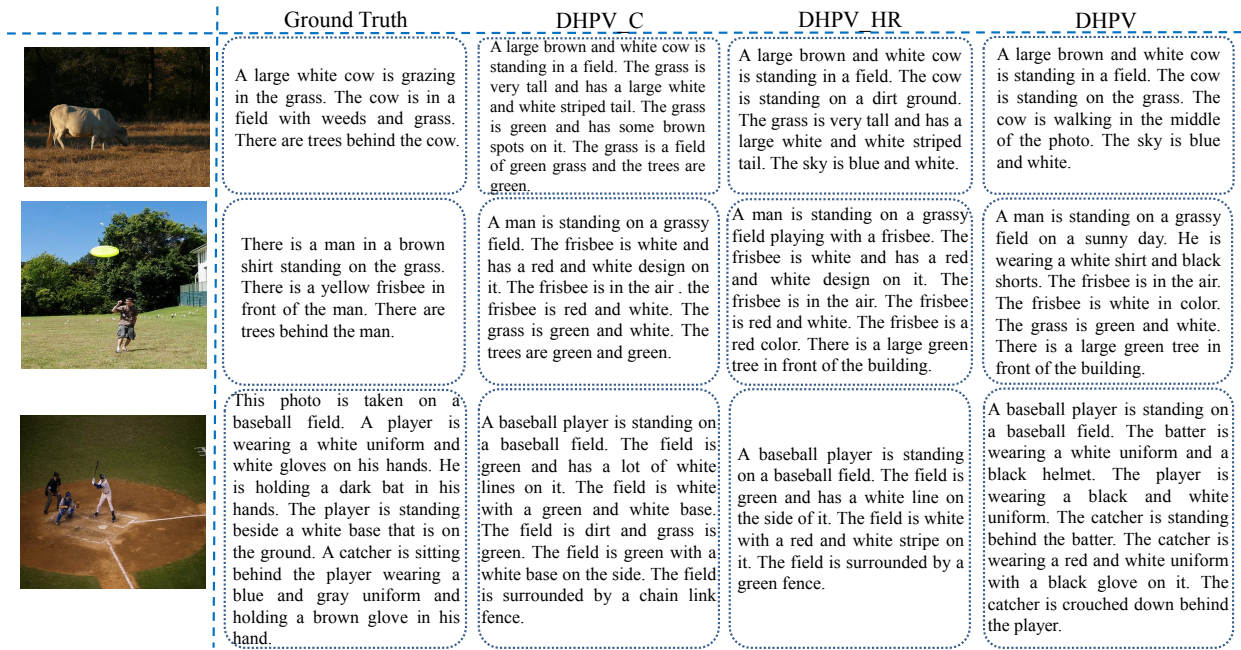 Ground Truth
DHPV_C
DHPV_HR
DHPV
A large white cow is grazing
in the grass. The cow is in a
field with weeds and grass.
There are trees behind the cow.
A large brown and white cow is
standing in a field. The grass is
very tall and has a large white
and white striped tail. The grass
is green and has some brown
spots on it. The grass is a field
of green grass and the trees are
green.
A large brown and white cow
is standing in a field. The cow
is standing on a dirt ground.
The grass is very tall and has a
large white and white striped
tail. The sky is blue and white.
A large brown and white cow
is standing in a field. The cow
is standing on the grass. The
cow is walking in the middle
of the photo. The sky is blue
and white.
There is a man in a brown
shirt standing on the grass.
There is a yellow frisbee in
front of the man. There are
trees behind the man.
A man is standing on a grassy
field. The frisbee is white and
has a red and white design on
it. The frisbee is in the air . the
frisbee is red and white. The
grass is green and white. The
trees are green and green.
A man is standing on a grassy
field playing with a frisbee. The
frisbee is white and has a red
and white design on it. The
frisbee is in the air. The frisbee
is red and white. The frisbee is a
red color. There is a large green
tree in front of the building.
A man is standing on a grassy
field on a sunny day. He is
wearing a white shirt and black
shorts. The frisbee is in the air.
The frisbee is white in color.
The grass is green and white.
There is a large green tree in
front of the building.
This photo is taken on a
baseball field. A player is
wearing a white uniform and
white gloves on his hands. He
is holding a dark bat in his
hands. The player is standing
beside a white base that is on
the ground. A catcher is sitting
behind the player wearing a
blue and gray uniform and
holding a brown glove in his
hand.
A baseball player is standing on
a baseball field. The field is
green and has a lot of white
lines on it. The field is white
with a green and white base.
The field is dirt and grass is
green. The field is green with a
white base on the side. The field
is surrounded by a chain link
fence.
A baseball player is standing
on a baseball field. The field is
green and has a white line on
the side of it. The field is white
with a red and white stripe on
it. The field is surrounded by a
green fence.
A baseball player is standing on
a baseball field. The batter is
wearing a white uniform and a
black helmet. The player is
wearing a black and white
uniform. The catcher is standing
behind the batter. The catcher is
wearing a red and white uniform
with a black glove on it. The
catcher is crouched down behind
the player.